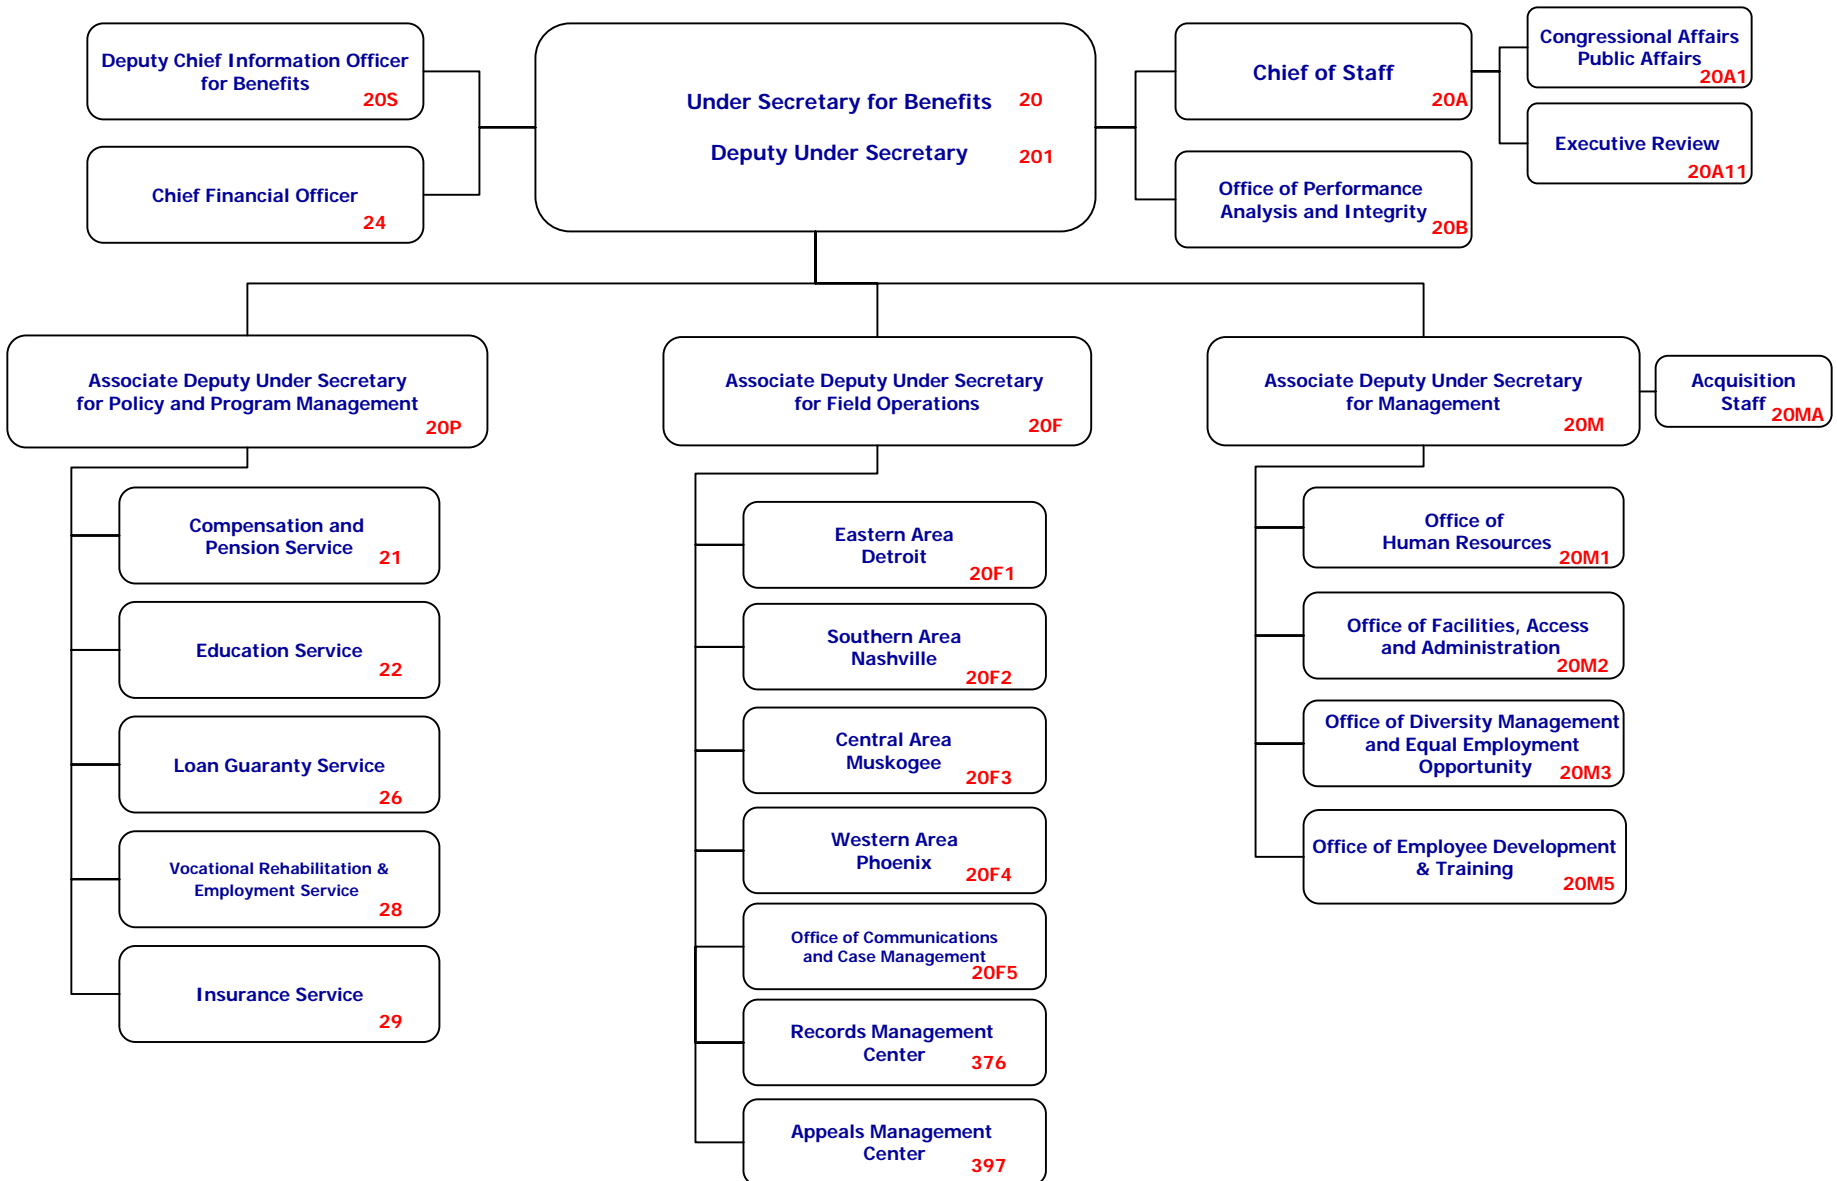 Deputy Chief Information Officer
for Benefits
20S
Chief Financial Officer
24
Under Secretary for Benefits 20
Deputy Under Secretary 201
Chief of Staff
20A
Office of Performance
Analysis and Integrity
20B
Congressional Affairs
Public Affairs
20A1
Executive Review
20A11
Associate Deputy Under Secretary
for Policy and Program Management
20P
Associate Deputy Under Secretary
for Field Operations
20F
Associate Deputy Under Secretary
for Management
20M
Acquisition
Staff
20MA
Compensation and
Pension Service
21
Education Service
22
Loan Guaranty Service
26
Vocational Rehabilitation &
Employment Service
28
Insurance Service
29
Eastern Area
Detroit
20F1
Southern Area
Nashville
20F2
Central Area
Muskogee
20F3
Western Area
Phoenix
20F4
Office of Communications
and Case Management
20F5
Records Management
Center
376
Appeals Management
Center
397
Office of
Human Resources
20M1
Office of Facilities, Access
and Administration
20M2
Office of Diversity Management
and Equal Employment
Opportunity
20M3
Office of Employee Development
& Training
20M5